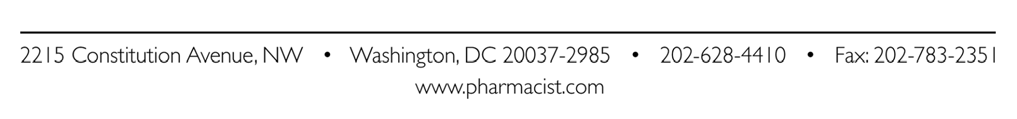 2215 Constitution Avenue, NW • Washington, DC 20037-2985 • 202-628-4410 • Fax: 202-783-2351
www.pharmacist.com